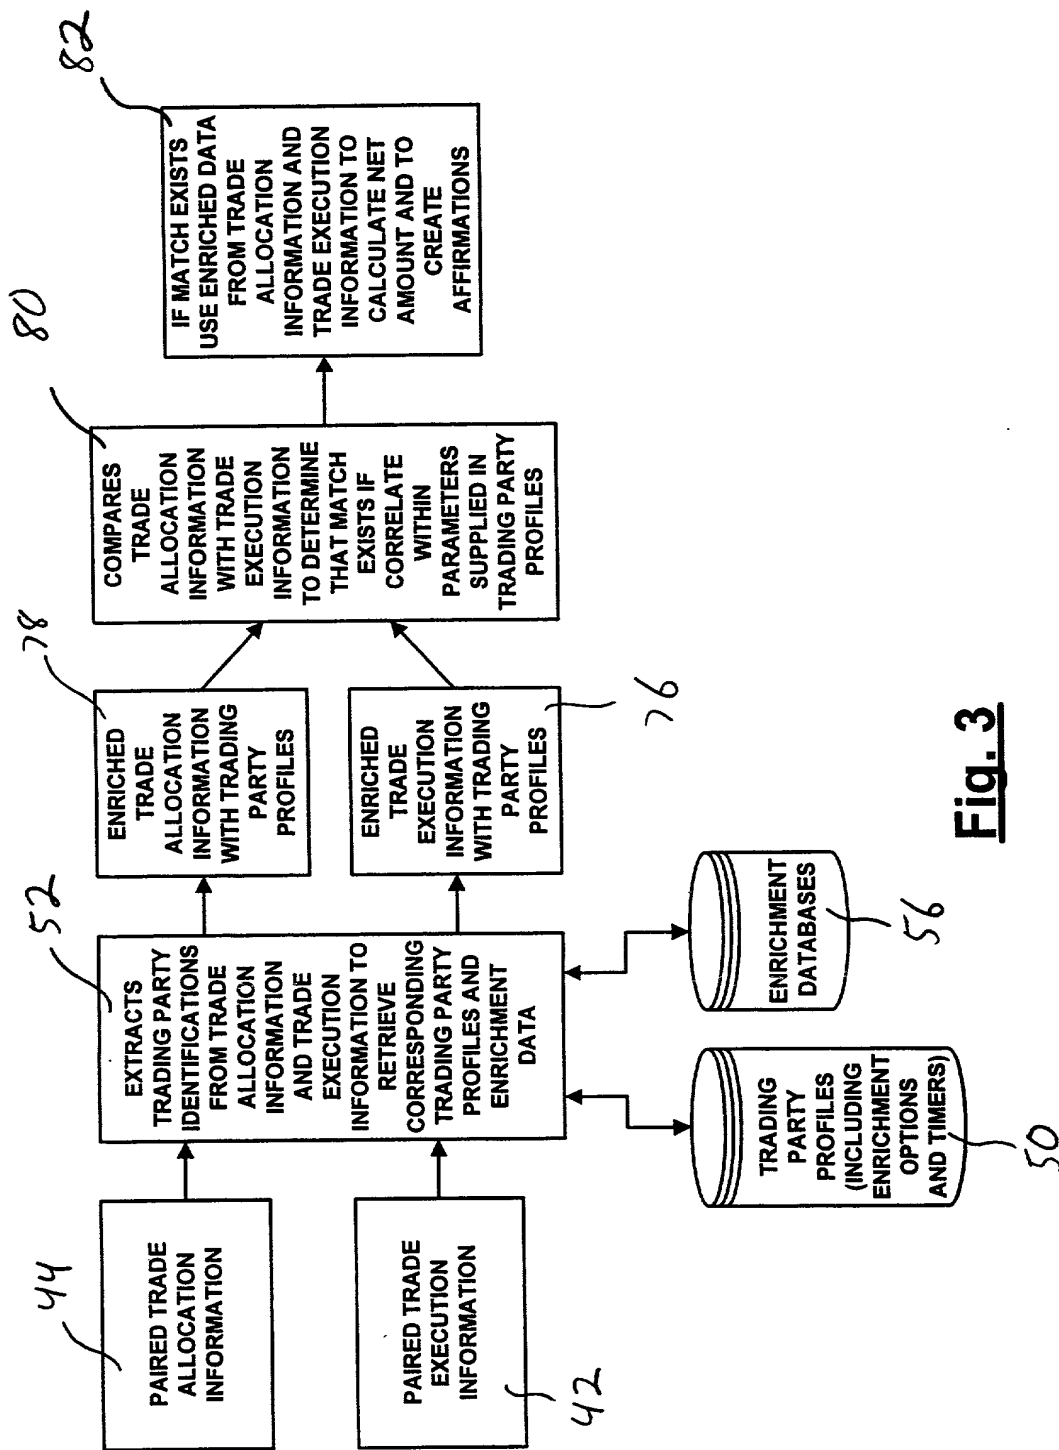 44
PAIRED TRADE
ALLOCATION
INFORMATION
PAIRED TRADE
EXECUTION
INFORMATION
42
52
EXTRACTS
TRADING PARTY
IDENTIFICATIONS
FROM TRADE
ALLOCATION
INFORMATION
AND TRADE
EXECUTION
INFORMATION TO
RETRIEVE
CORRESPONDING
TRADING PARTY
PROFILES AND
ENRICHMENT
DATA
TRADING
PARTY
PROFILES
(INCLUDING
ENRICHMENT
OPTIONS
AND TIMERS)
50
ENRICHMENT
DATABASES
56
78
ENRICHED
TRADE
ALLOCATION
INFORMATION
WITH TRADING
PARTY
PROFILES
ENRICHED
TRADE
EXECUTION
INFORMATION
WITH TRADING
PARTY
PROFILES
76
80
COMPARES
TRADE
ALLOCATION
INFORMATION
WITH TRADE
EXECUTION
INFORMATION
TO DETERMINE
THAT MATCH
EXISTS IF
CORRELATE
WITHIN
PARAMETERS
SUPPLIED IN
TRADING PARTY
PROFILES
82
IF MATCH EXISTS
USE ENRICHED DATA
FROM TRADE
ALLOCATION
INFORMATION AND
TRADE EXECUTION
INFORMATION TO
CALCULATE NET
AMOUNT AND TO
CREATE
AFFIRMATIONS
Fig. 3